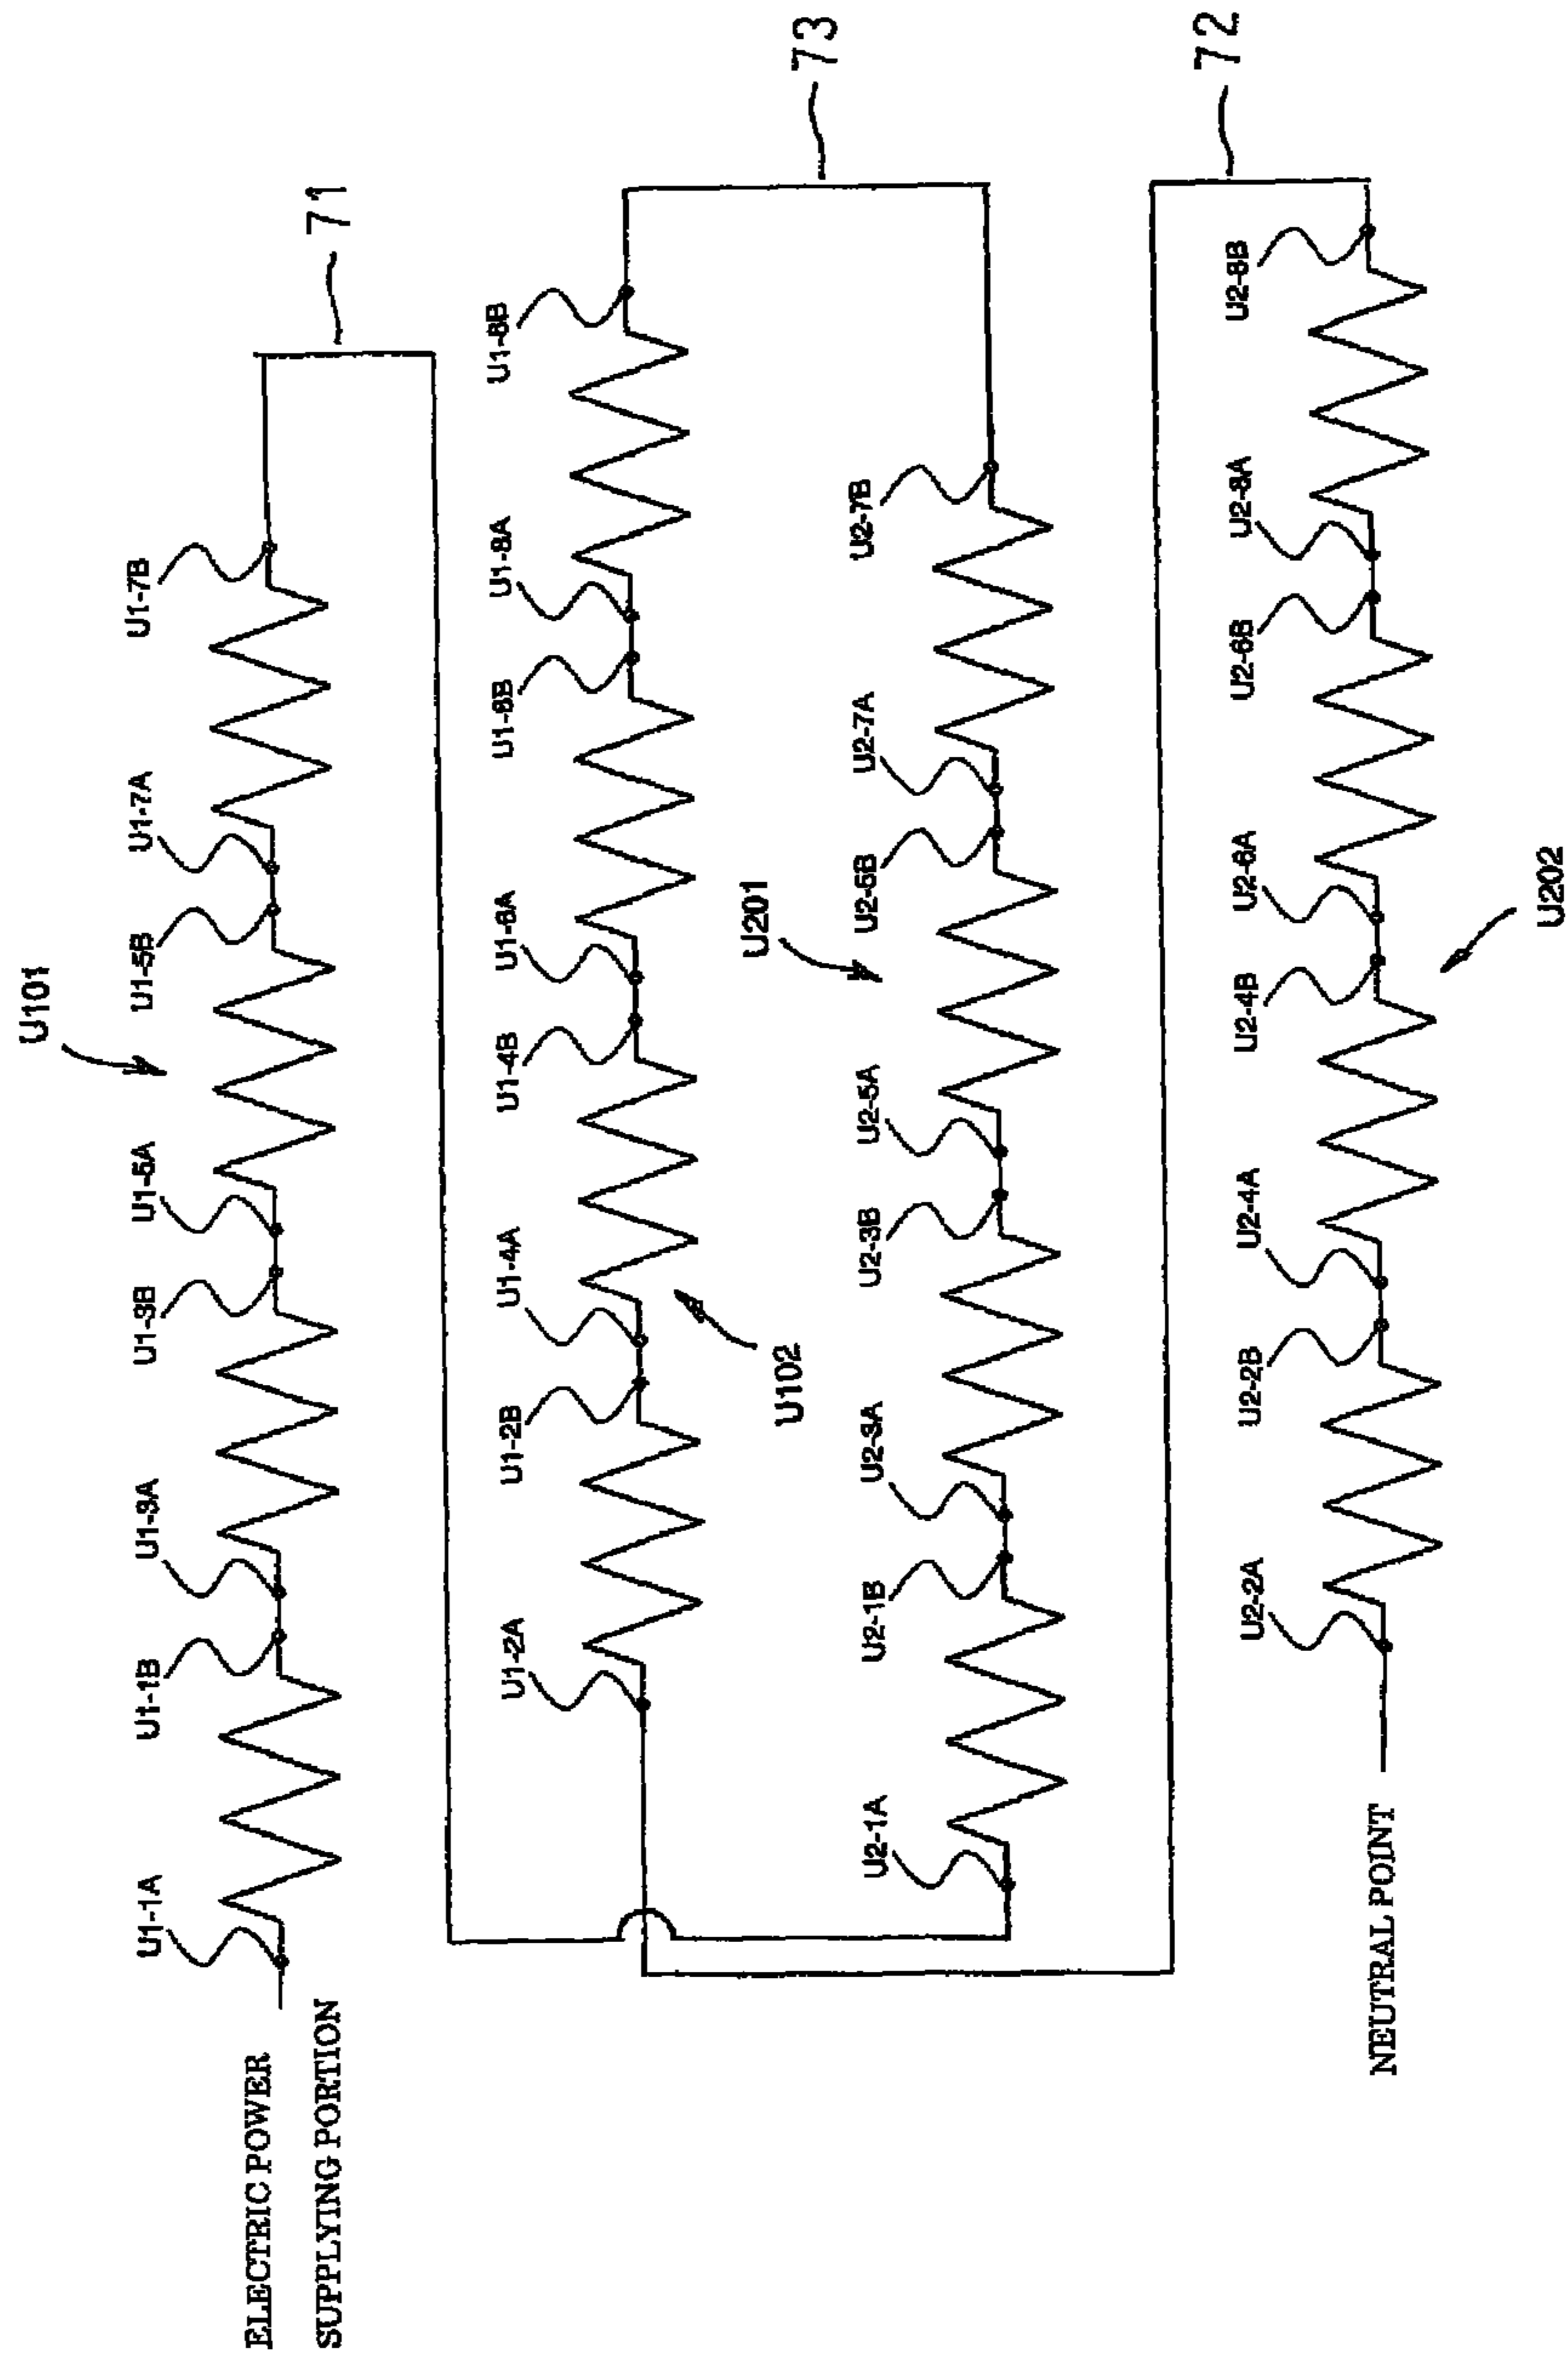 U101
U1-1A
U1-1B
U1-3A
U1-3B
U1-5A
U1-5B
U1-7A
U1-7B
71
ELECTRIC POWER
SUPPLYING PORTION
U1-2A
U1-2B
U1-4A
U1-4B
U1-6A
U1-6B
U1-8A
U1-8B
73
U102
U201
U2-1A
U2-1B
U2-3A
U2-3B
U2-5A
U2-5B
U2-7A
U2-7B
72
U2-2A
U2-2B
U2-4A
U2-4B
U2-6A
U2-6B
U2-8A
U2-8B
NEUTRAL POINT
U202